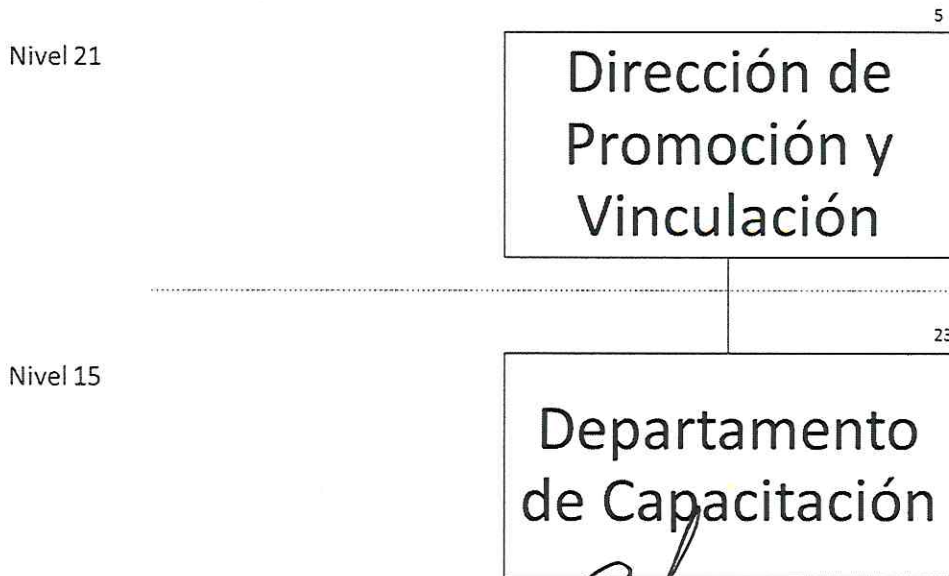 5
Nivel 21
Dirección de
Promoción y
Vinculación
23
Nivel 15
Departamento
de Capacitación